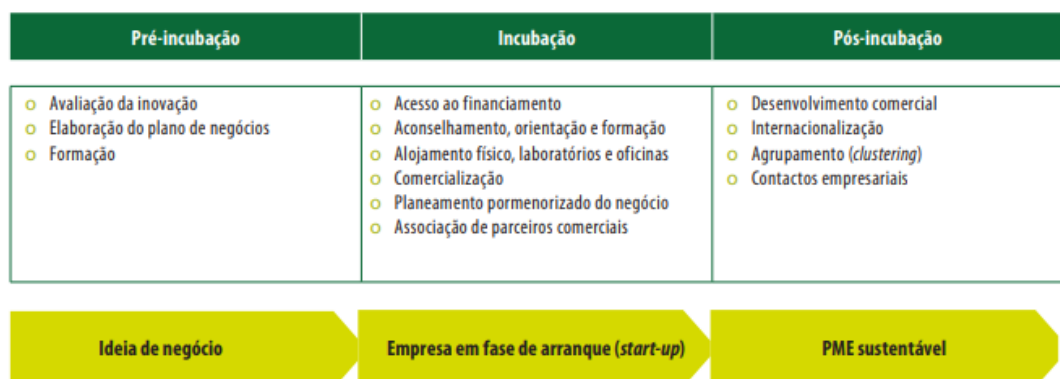 Pré-incubação
Incubação
Pós-incubação
o Avaliação da inovação
o Elaboração do plano de negócios
o Formação
o Acesso ao financiamento
o Aconselhamento, orientação e formação
o Alojamento físico, laboratórios e oficinas
o Comercialização
o Planeamento pormenorizado do negócio
o Associação de parceiros comerciais
o Desenvolvimento comercial
o Internacionalização
o Agrupamento (clustering)
o Contactos empresariais
Ideia de negócio
Empresa em fase de arranque (start-up)
PME sustentável